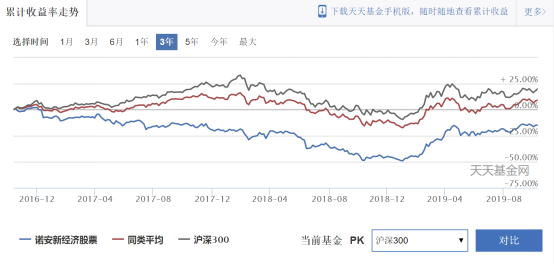 累计收益率走势 下载天天基金手机版，随时随地查看累计收益 更多>
选择时间 1月 3月 6月 1年 3年 5年 今年 最大
+ 25.00%
0.00%
-25.00%
-50.00%
天天基金网
-75.00%
2016-12 2017-04 2017-08 2017-12 2018-04 2018-08 2018-12 2019-04 2019-08
诺安新经济股票 同类平均 沪深300 当前基金 PK 沪深300 对比